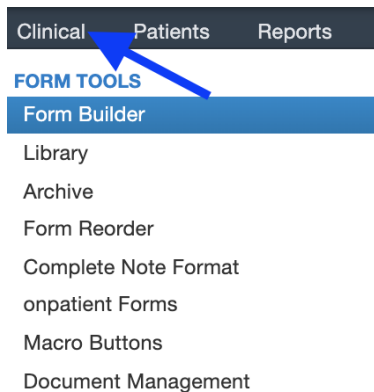 Clinical Patients Reports
FORM TOOLS
Form Builder
Library
Archive
Form Reorder
Complete Note Format
onpatient Forms
Macro Buttons
Document Management